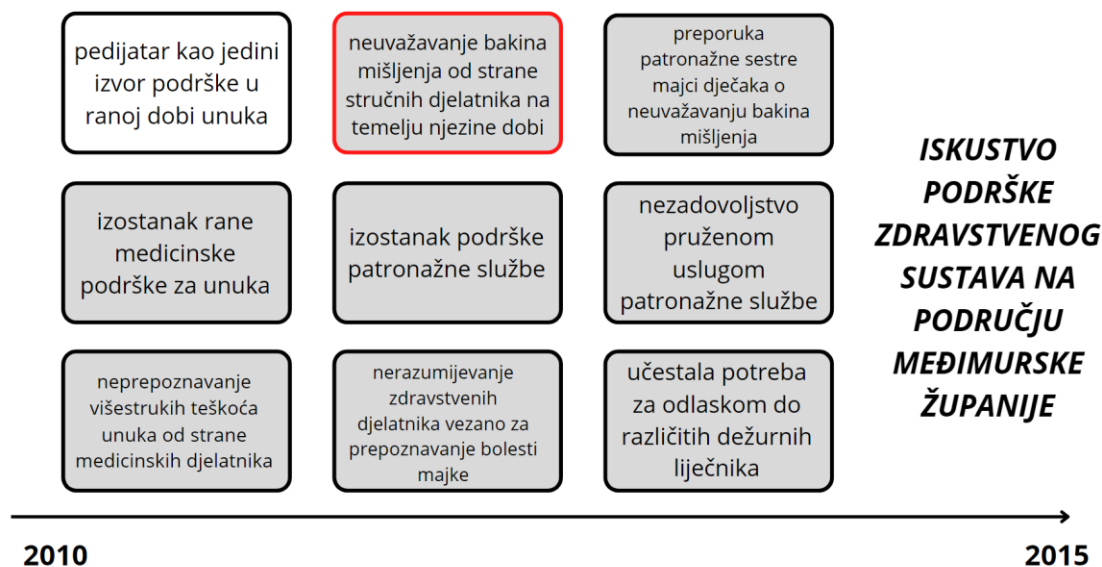 pedijatar kao jedini
izvor podrške u
ranoj dobi unuka
neuvažavanje bakina
mišljenja od strane
stručnih djelatnika na
temelju njezine dobi
preporuka
patronažne sestre
majci dječaka o
neuvažavanju bakina
mišljenja
izostanak rane
medicinske
podrške za unuka
izostanak podrške
patronažne službe
nezadovoljstvo
pruženom
uslugom
patronažne službe
neprepoznavanje
višestrukih teškoća
unuka od strane
medicinskih djelatnika
nerazumijevanje
zdravstvenih
djelatnika vezano za
prepoznavanje bolesti
majke
učestala potreba
za odlaskom do
različitih dežurnih
liječnika
ISKUSTVO
PODRŠKE
ZDRAVSTVENOG
SUSTAVA NA
PODRUČJU
MEĐIMURSKE
ŽUPANIJE
2010
2015